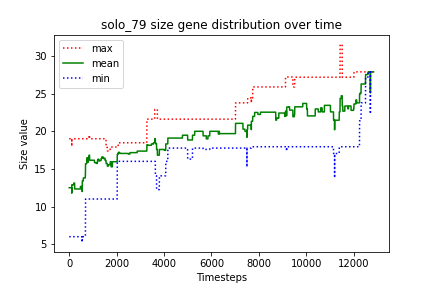 solo_79 size gene distribution over time
max
mean
min
Size value
30
25
20
15
10
5
0 2000 4000 6000 8000 10000 12000
Timesteps